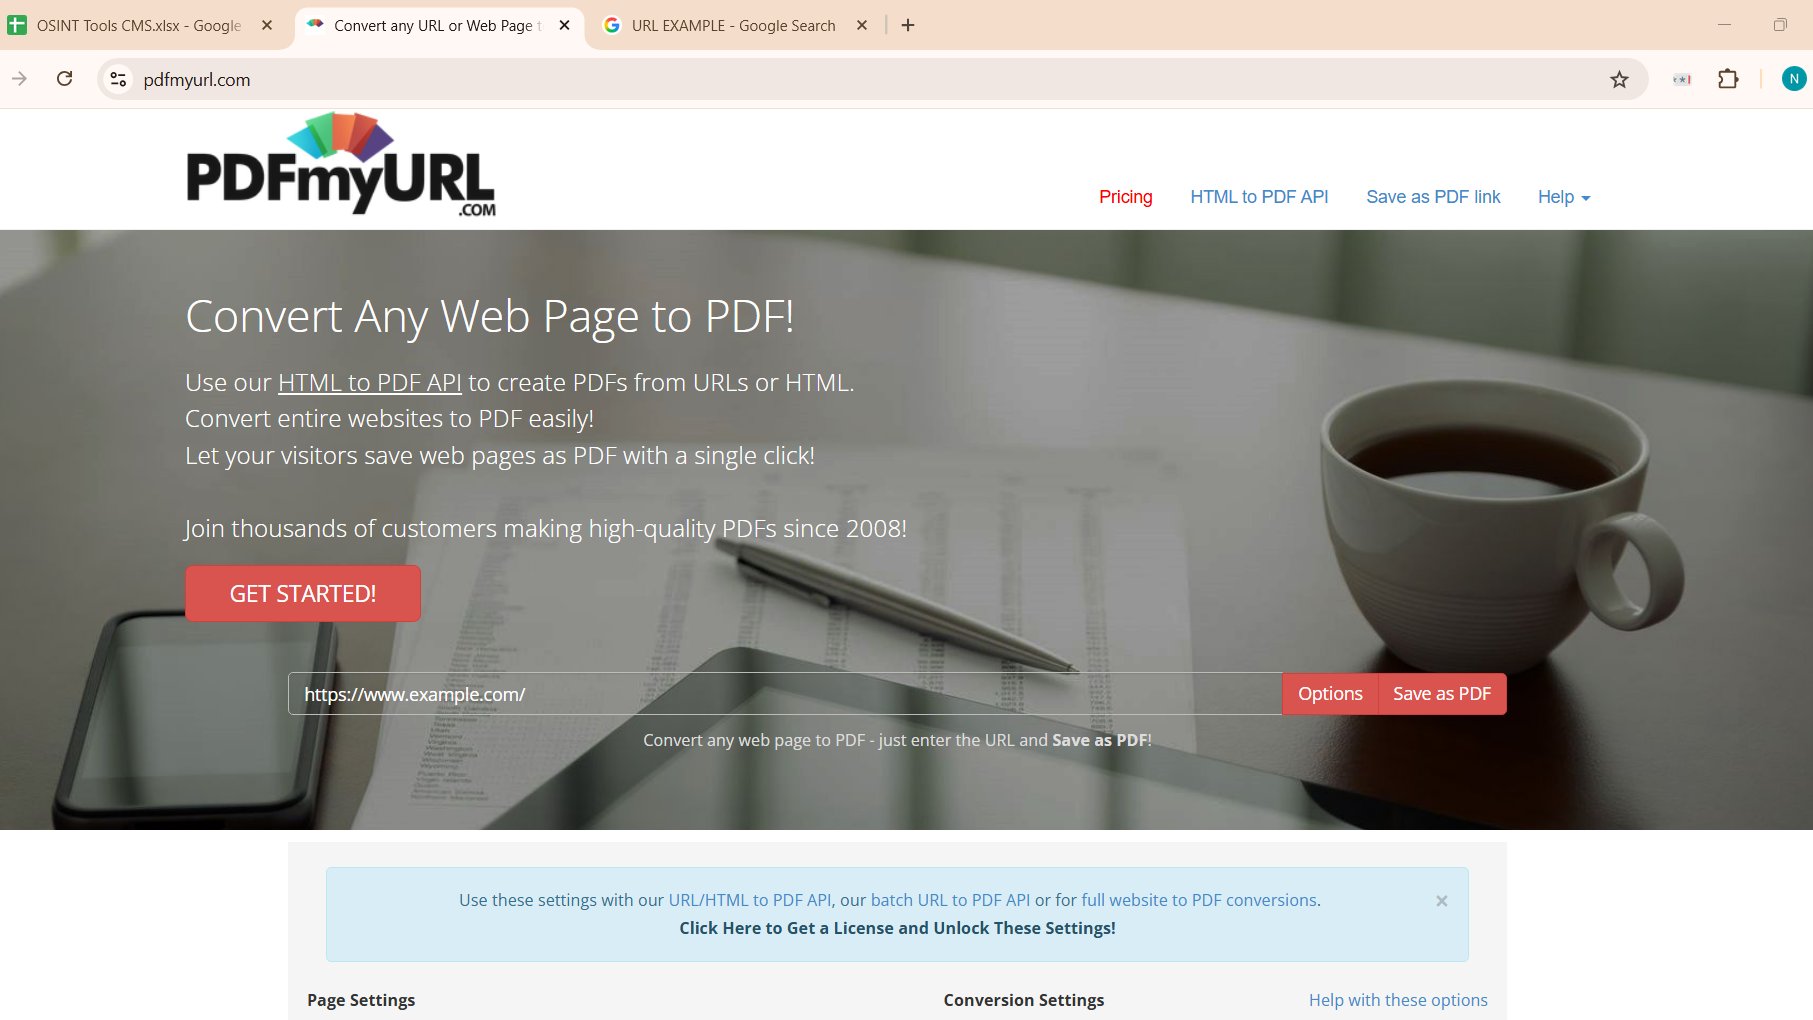 OSINT Tools CMS.xlsx - Google
Convert any URL or Web Page t
URL EXAMPLE - Google Search
pdfmyurl.com
N
PDFmyURL
.COM
Pricing
HTML to PDF API
Save as PDF link
Help
Convert Any Web Page to PDF!
Use our HTML to PDF API to create PDFs from URLs or HTML.
Convert entire websites to PDF easily!
Let your visitors save web pages as PDF with a single click!
Join thousands of customers making high-quality PDFs since 2008!
GET STARTED!
https://www.example.com/
Options
Save as PDF
Convert any web page to PDF - just enter the URL and Save as PDF!
Use these settings with our URL/HTML to PDF API, our batch URL to PDF API or for full website to PDF conversions.
Click Here to Get a License and Unlock These Settings!
Page Settings
Conversion Settings
Help with these options